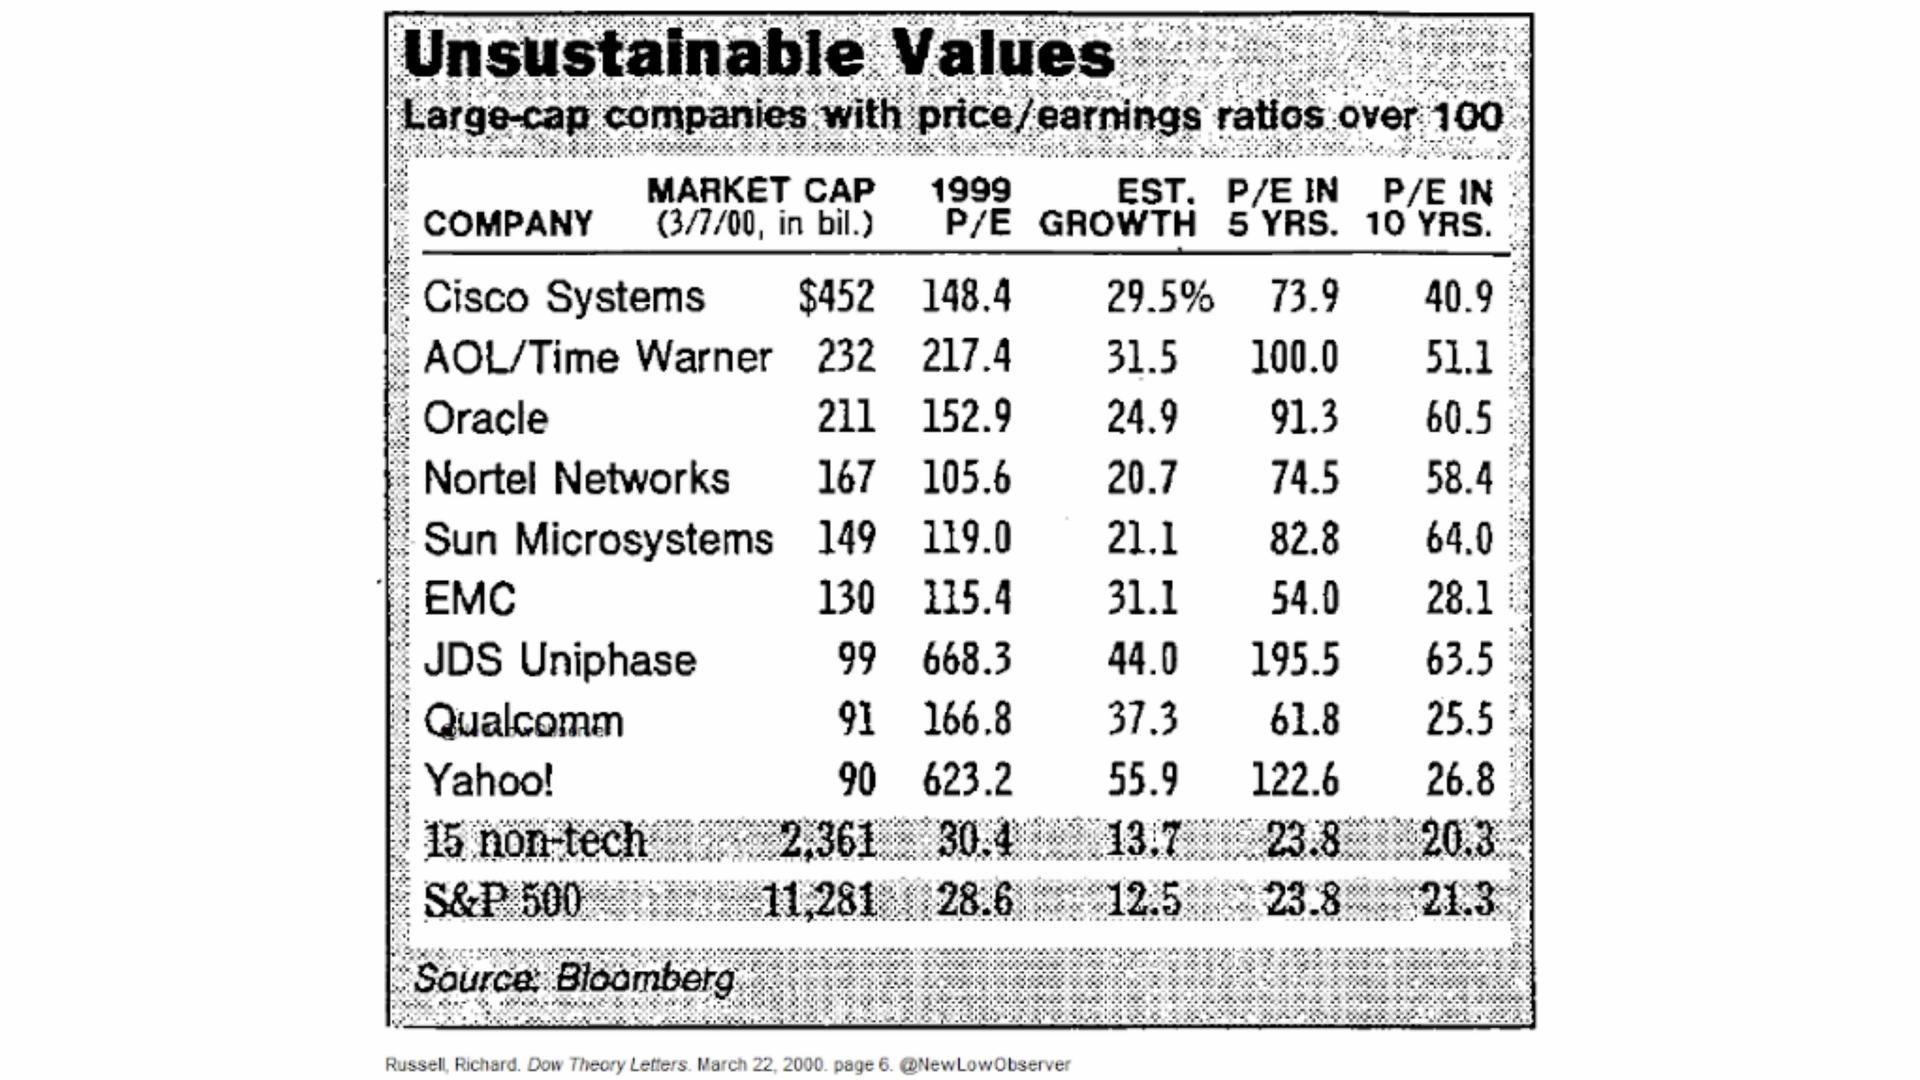 Unsustainable Values
Large-cap companies with price/earnings ratios over 100
MARKET CAP 1999 EST. P/E IN P/E IN
COMPANY (3/7/00, in bil.) P/E GROWTH 5 YRS. 10 YRS.
Cisco Systems $452 148.4 29.5% 73.9 40.9
AOL/Time Warner 232 217.4 31.5 100.0 51.1
Oracle 211 152.9 24.9 91.3 60.5
Nortel Networks 167 105.6 20.7 74.5 58.4
Sun Microsystems 149 119.0 21.1 82.8 64.0
EMC 130 115.4 31.1 54.0 28.1
JDS Uniphase 99 668.3 44.0 195.5 63.5
Qualcomm 91 166.8 37.3 61.8 25.5
@NewLowObserver
Yahoo! 90 623.2 55.9 122.6 26.8
15 non-tech 2,361 30.4 13.7 23.8 20.3
S&P 500 11,281 28.6 12.5 23.8 21.3
Source: Bloomberg
Russell, Richard. Dow Theory Letters. March 22, 2000. page 6. @NewLowObserver